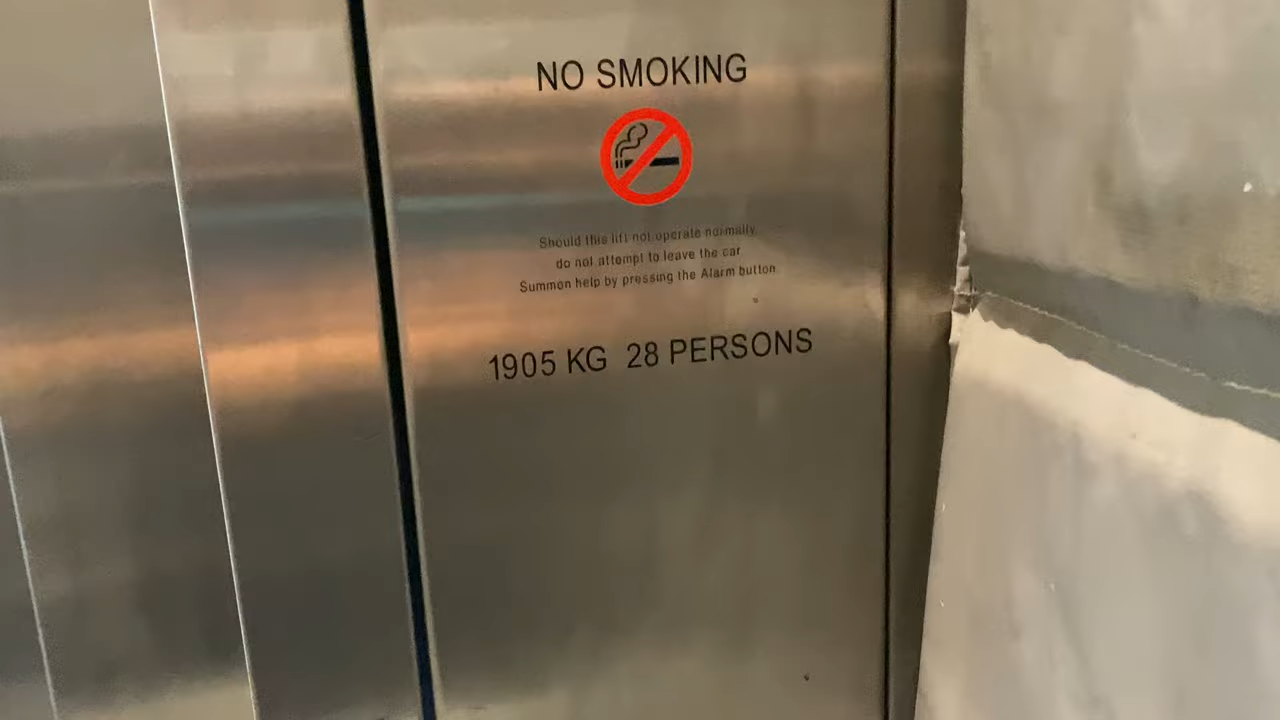 NO SMOKING
Should this lift not operate normally
do not attempt to leave the car
Summon help by pressing the Alarm button
1905 KG 28 PERSONS